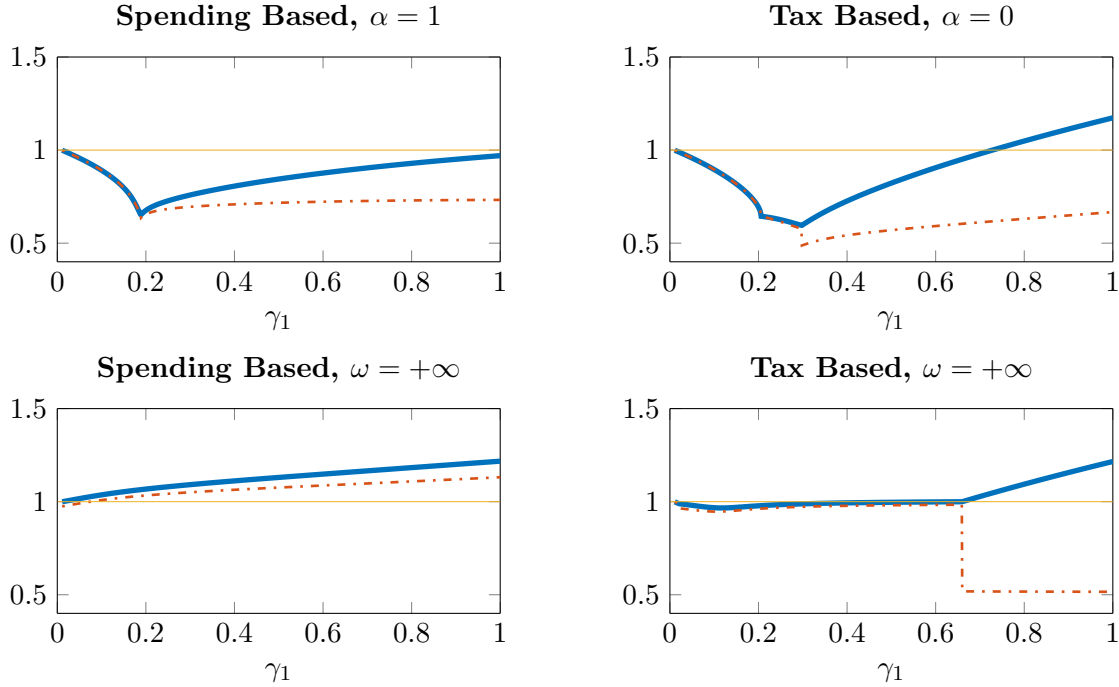 Spending Based, α = 1
1.5
1
0.5
0 0.2 0.4 0.6 0.8 1
γ₁
Tax Based, α = 0
1.5
1
0.5
0 0.2 0.4 0.6 0.8 1
γ₁
Spending Based, ω = +∞
1.5
1
0.5
0 0.2 0.4 0.6 0.8 1
γ₁
Tax Based, ω = +∞
1.5
1
0.5
0 0.2 0.4 0.6 0.8 1
γ₁